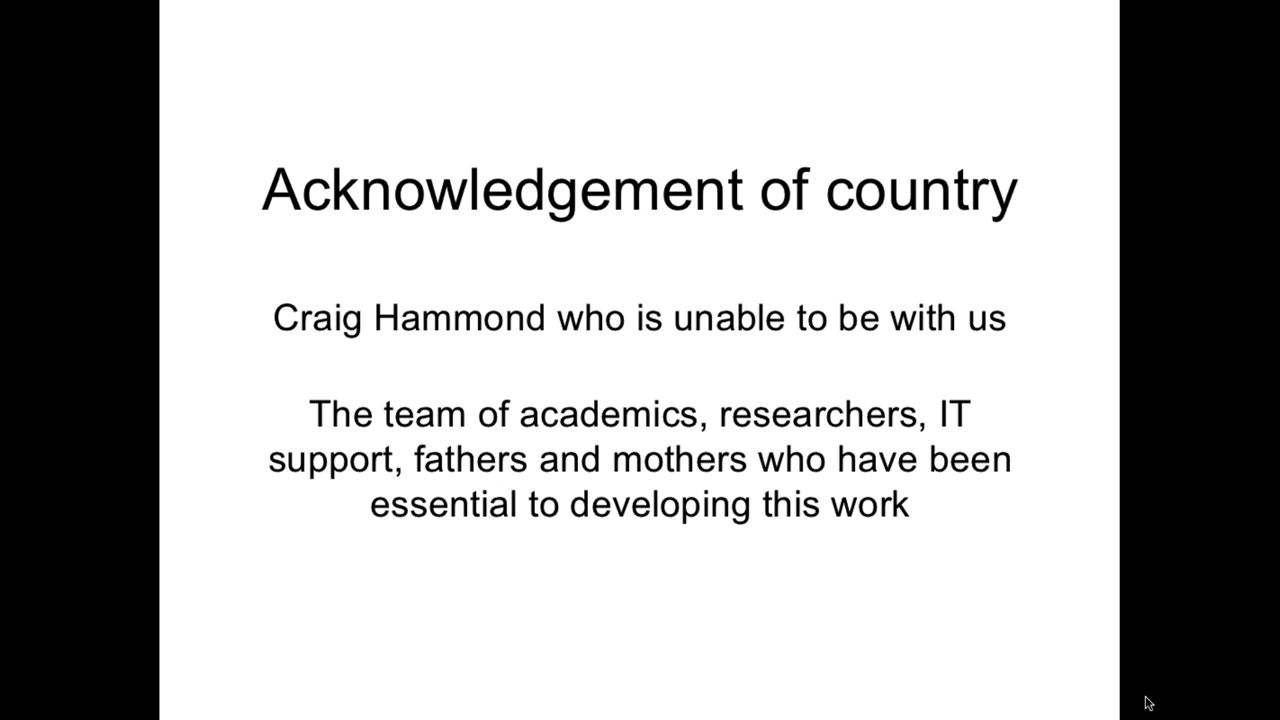 Acknowledgement of country
Craig Hammond who is unable to be with us
The team of academics, researchers, IT
support, fathers and mothers who have been
essential to developing this work